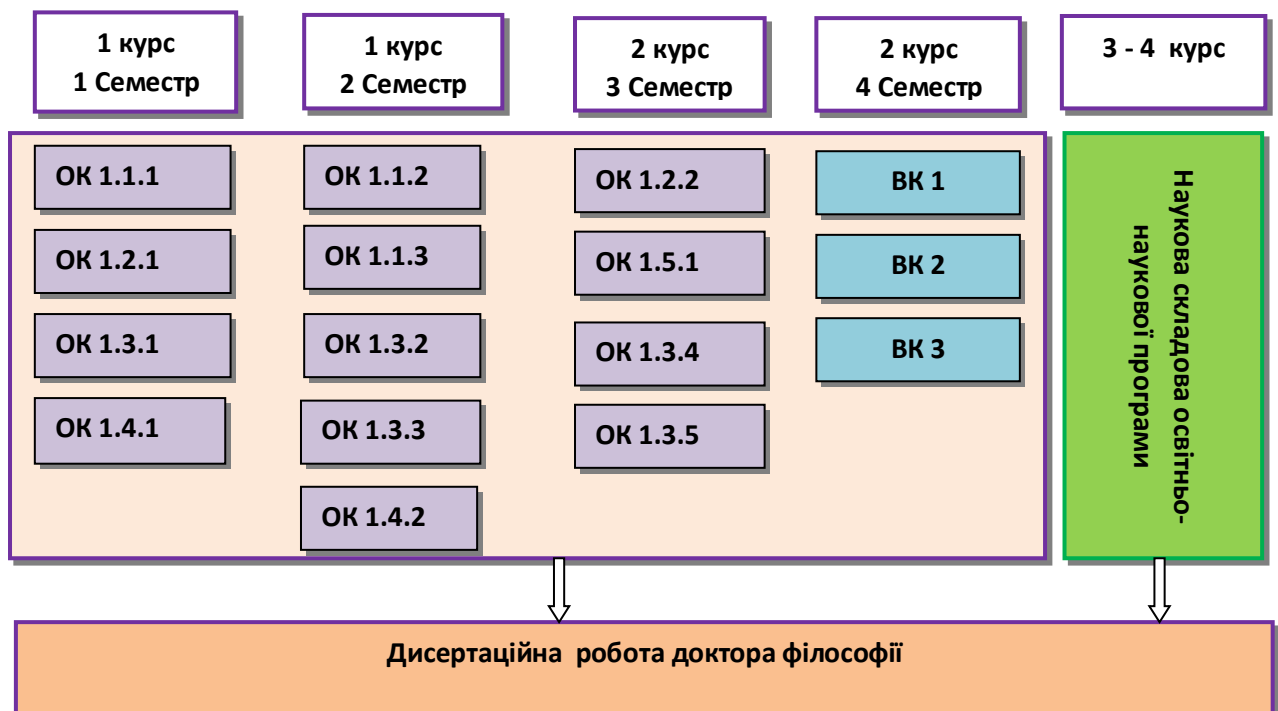 1 курс
1 Семестр
1 курс
2 Семестр
2 курс
3 Семестр
2 курс
4 Семестр
3 - 4 курс
ОК 1.1.1
ОК 1.2.1
ОК 1.3.1
ОК 1.4.1
ОК 1.1.2
ОК 1.1.3
ОК 1.3.2
ОК 1.3.3
ОК 1.4.2
ОК 1.2.2
ОК 1.5.1
ОК 1.3.4
ОК 1.3.5
ВК 1
ВК 2
ВК 3
Наукова складова освітньо-
наукової програми
Дисертаційна робота доктора філософії